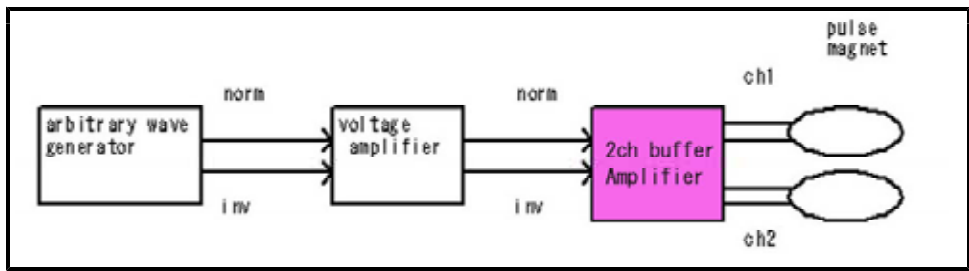 pulse
magnet
ch1
norm
norm
arbitrary wave
generator
voltage
amplifier
2ch buffer
Amplifier
inv
inv
ch2